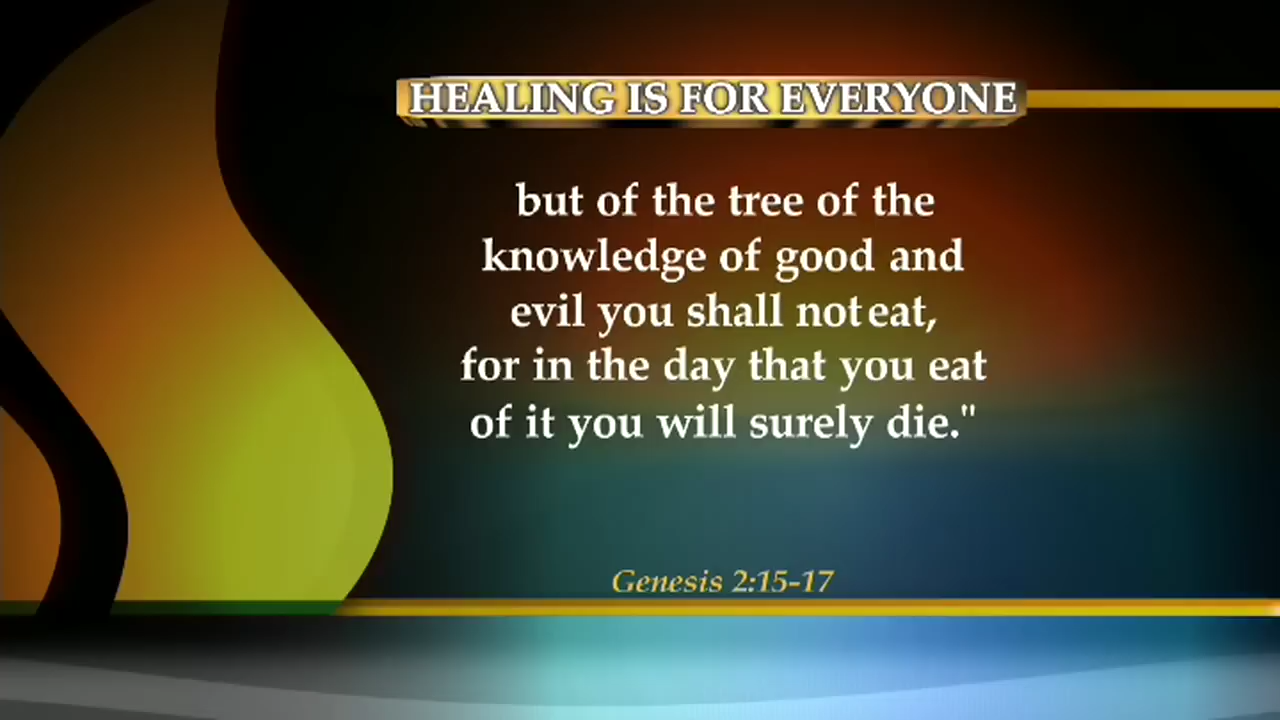 HEALING IS FOR EVERYONE
but of the tree of the
knowledge of good and
evil you shall not eat,
for in the day that you eat
of it you will surely die."
Genesis 2:15-17